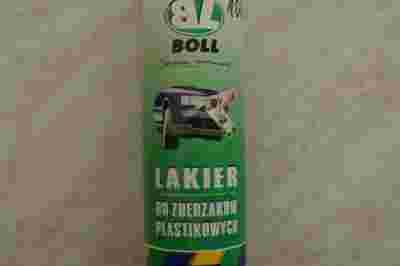 BOLL
LAKIER
DO ZDERZAKÓW
PLASTIKOWYCH